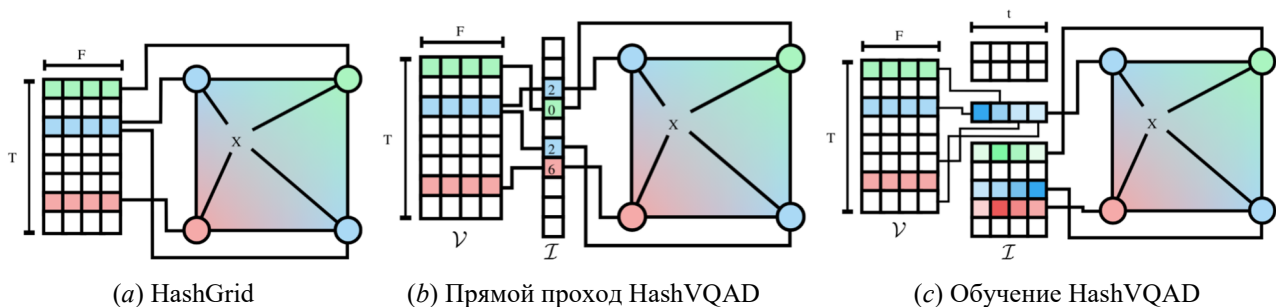 F
T
X
(a) HashGrid
F
T
2
0
2
6
X
𝒱
ℐ
(b) Прямой проход HashVQAD
t
F
T
X
𝒱
ℐ
(c) Обучение HashVQAD